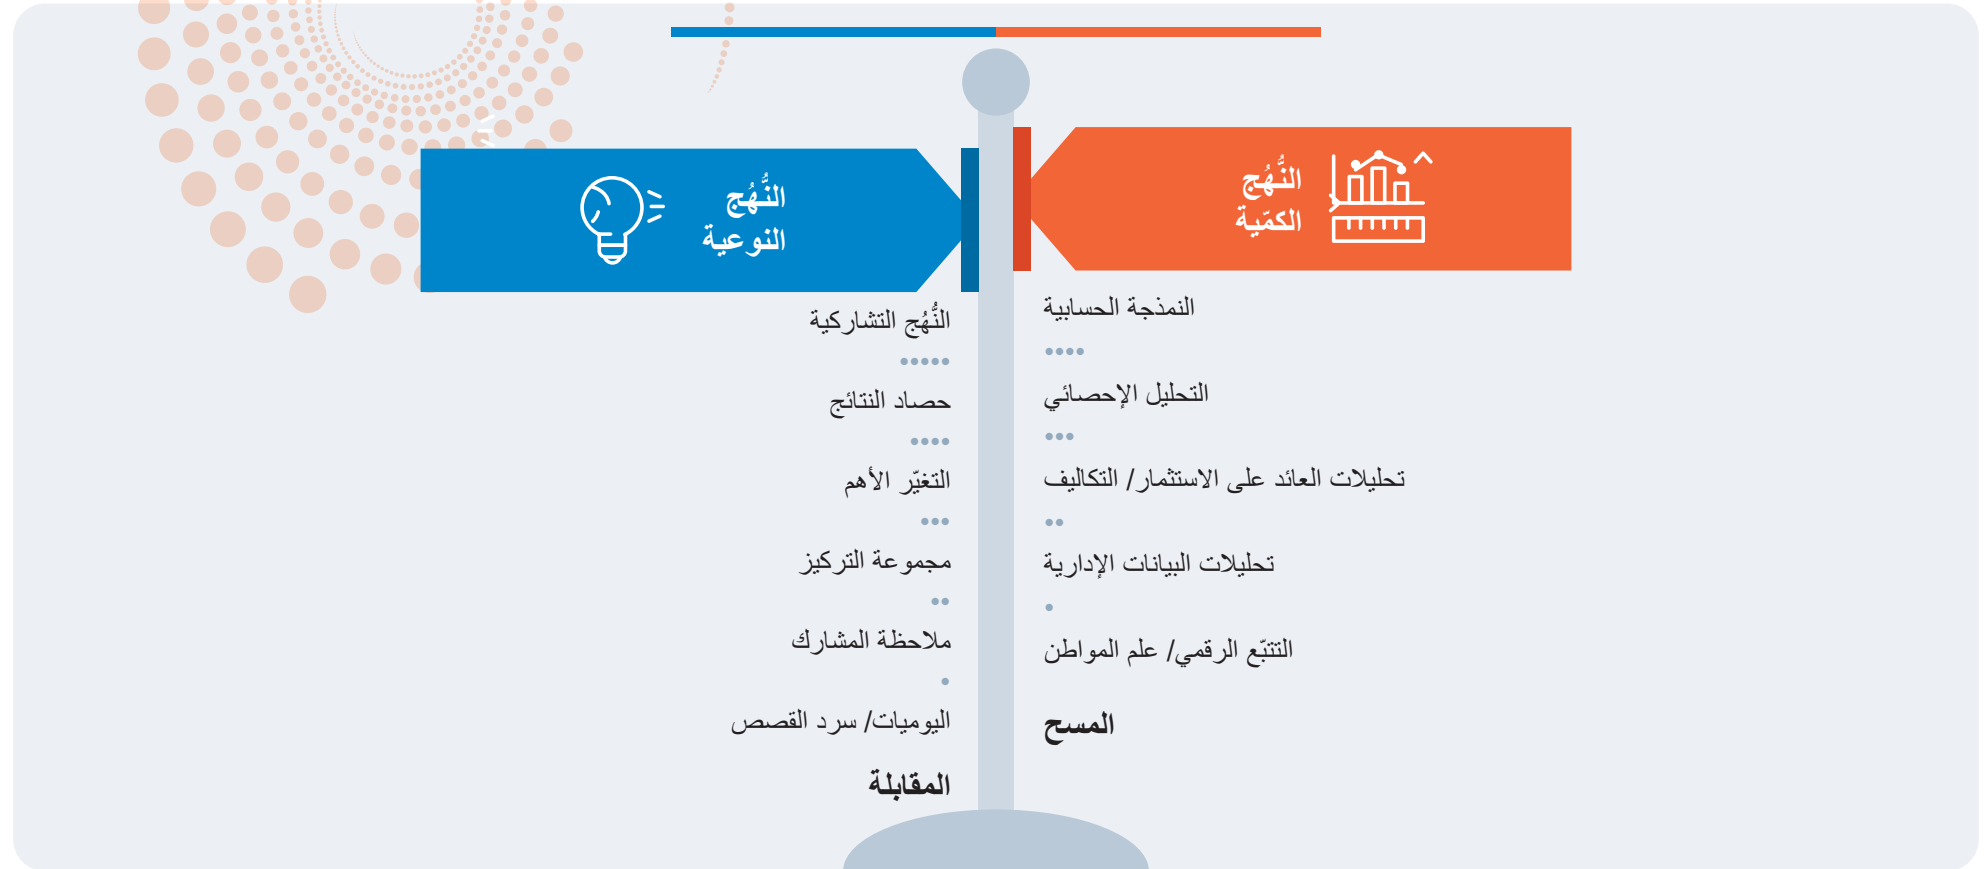 النُّهُج
الكمّية
النمذجة الحسابية
التحليل الإحصائي
تحليلات العائد على الاستثمار/ التكاليف
تحليلات البيانات الإدارية
التتبّع الرقمي/ علم المواطن
المسح
النُّهُج
النوعية
النُّهُج التشاركية
حصاد النتائج
التغيّر الأهم
مجموعة التركيز
ملاحظة المشارك
اليوميات/ سرد القصص
المقابلة